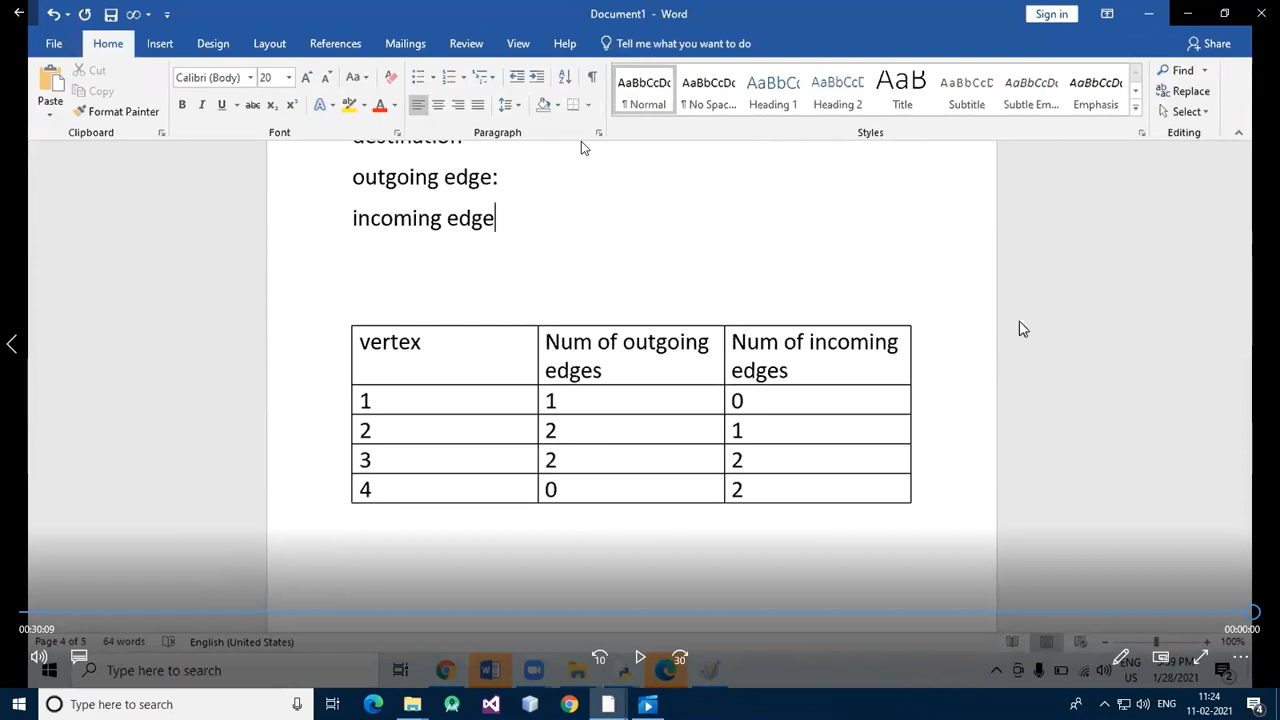 Document1 - Word
Sign in
File Home Insert Design Layout References Mailings Review View Help Tell me what you want to do Share
Paste
Cut
Copy
Format Painter
Calibri (Body) 20
Clipboard Font Paragraph Styles Editing
AaBbCcDc AaBbCcDc AaBbCc AaBbCcC AaB AaBbCcD AaBbCcDc AaBbCcDc
¶ Normal ¶ No Spac... Heading 1 Heading 2 Title Subtitle Subtle Em... Emphasis
Find
Replace
Select
destination
outgoing edge:
incoming edge
vertex Num of outgoing edges Num of incoming edges
1 1 0
2 2 1
3 2 2
4 0 2
00:30:09 00:00:00
Page 4 of 5 64 words English (United States) 100%
10 30
Type here to search
ENG
US
1/28/2021
2
Type here to search
ENG
11:24
11-02-2021
4